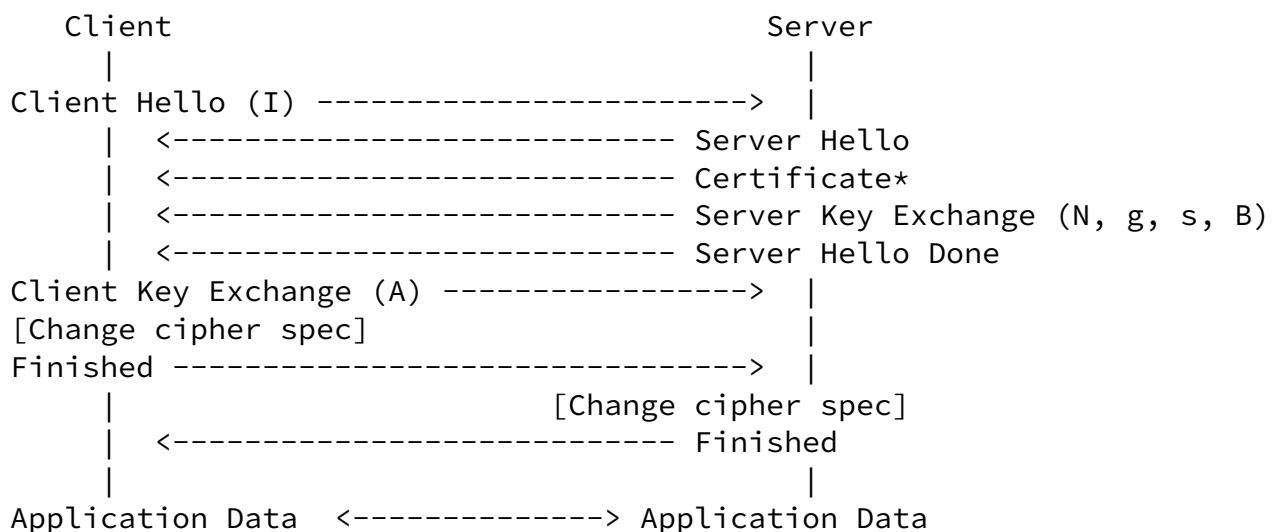 Client Server
| |
Client Hello (I) ------------------------> |
| <---------------------------- Server Hello
| <---------------------------- Certificate*
| <---------------------------- Server Key Exchange (N, g, s, B)
| <---------------------------- Server Hello Done
Client Key Exchange (A) -----------------> |
[Change cipher spec] |
Finished --------------------------------> |
| [Change cipher spec]
| <---------------------------- Finished
| |
Application Data <--------------> Application Data